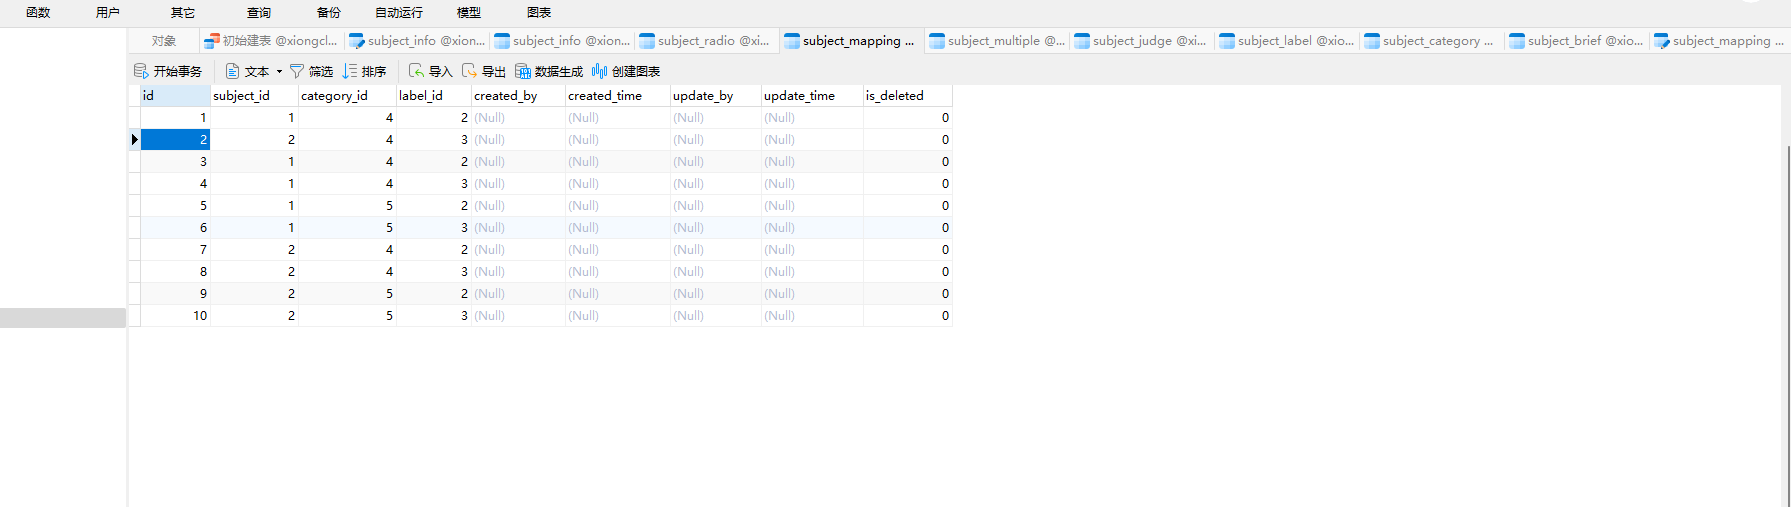 函数 用户 其它 查询 备份 自动运行 模型 图表
对象 初始建表 @xiongcl... subject_info @xion... subject_info @xion... subject_radio @xi... subject_mapping ... subject_multiple @... subject_judge @xi... subject_label @xio... subject_category ... subject_brief @xio... subject_mapping ...
开始事务 文本 筛选 排序 导入 导出 数据生成 创建图表
id subject_id category_id label_id created_by created_time update_by update_time is_deleted
1 1 4 2 (Null) (Null) (Null) (Null) 0
2 2 4 3 (Null) (Null) (Null) (Null) 0
3 1 4 2 (Null) (Null) (Null) (Null) 0
4 1 4 3 (Null) (Null) (Null) (Null) 0
5 1 5 2 (Null) (Null) (Null) (Null) 0
6 1 5 3 (Null) (Null) (Null) (Null) 0
7 2 4 2 (Null) (Null) (Null) (Null) 0
8 2 4 3 (Null) (Null) (Null) (Null) 0
9 2 5 2 (Null) (Null) (Null) (Null) 0
10 2 5 3 (Null) (Null) (Null) (Null) 0